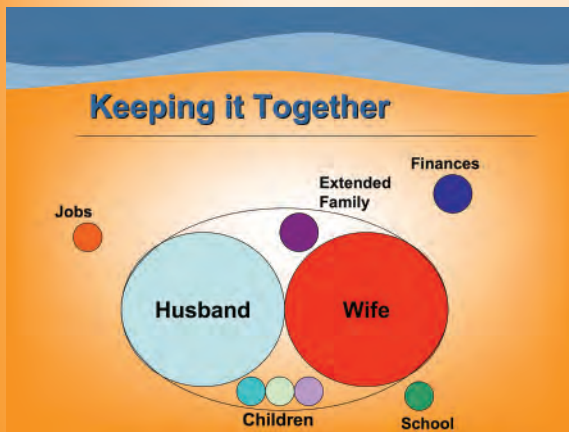 Keeping it Together
Finances
Extended
Family
Jobs
Husband
Wife
Children
School